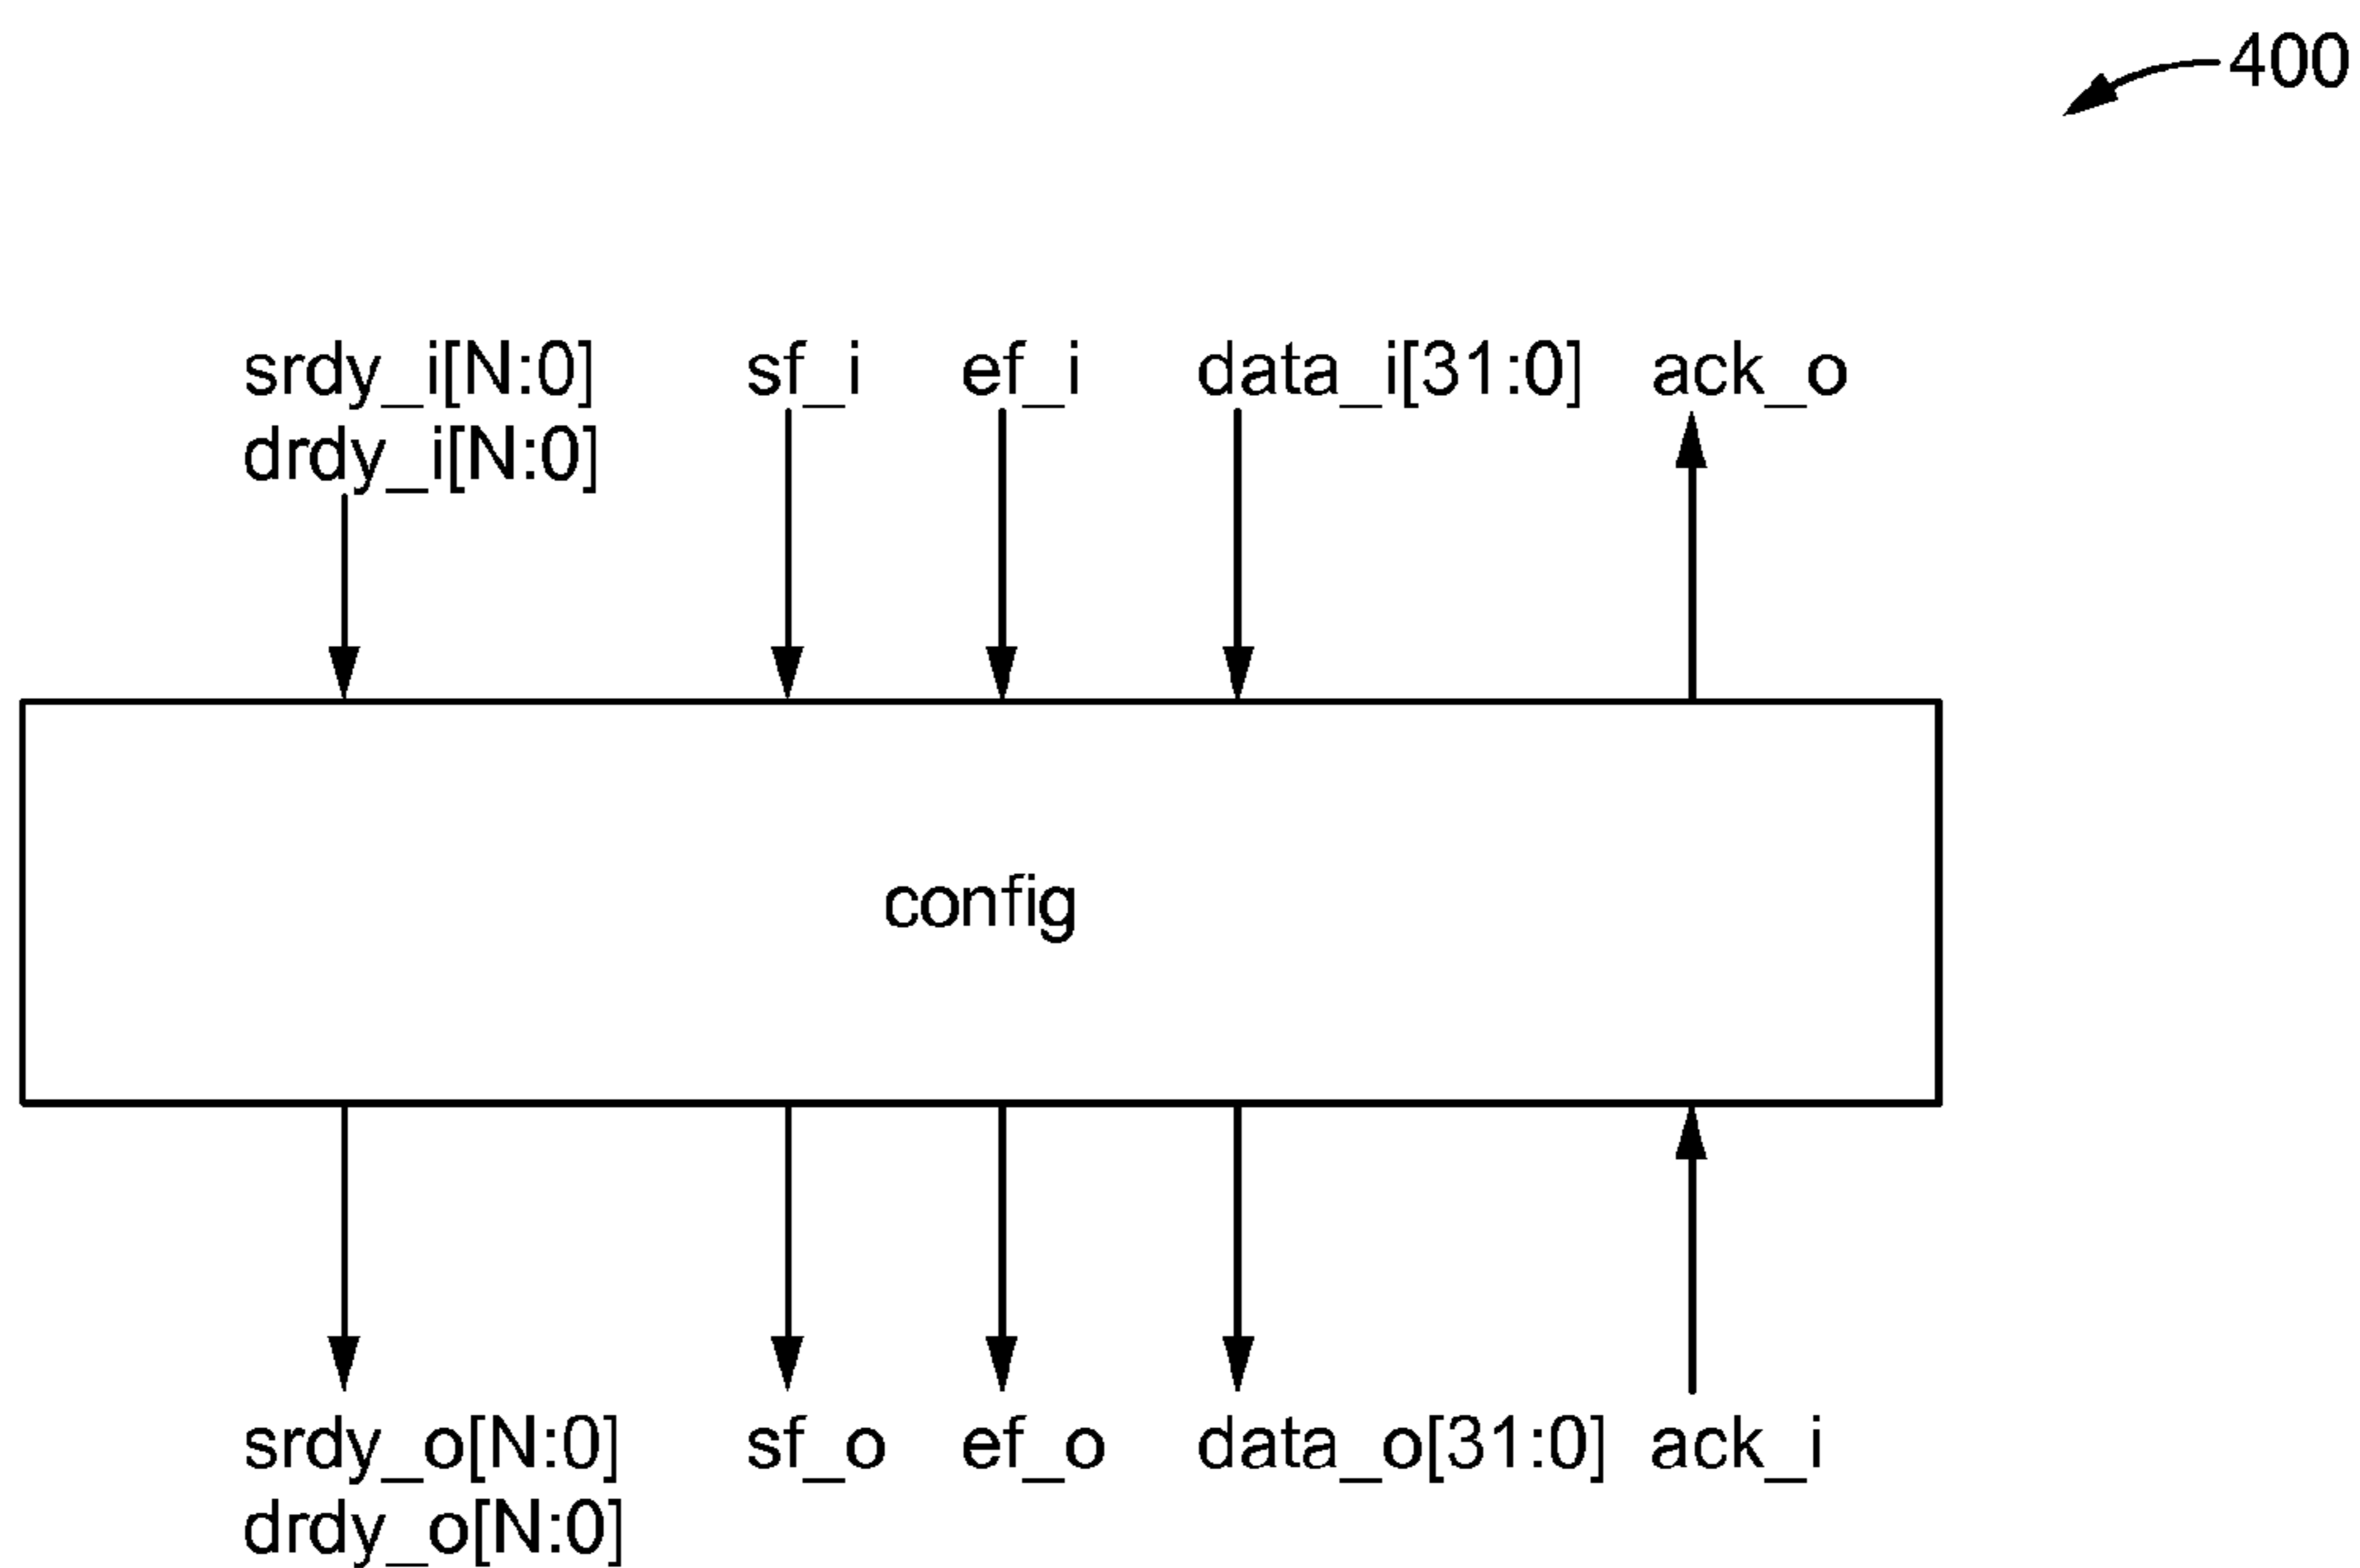 400
srdy_i[N:0] sf_i ef_i data_i[31:0] ack_o
drdy_i[N:0]
config
srdy_o[N:0] sf_o ef_o data_o[31:0] ack_i
drdy_o[N:0]